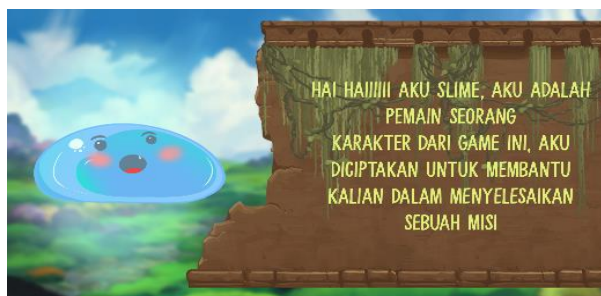 HAI HAIIIIII AKU SLIME, AKU ADALAH
PEMAIN SEORANG
KARAKTER DARI GAME INI, AKU
DICIPTAKAN UNTUK MEMBANTU
KALIAN DALAM MENYELESAIKAN
SEBUAH MISI